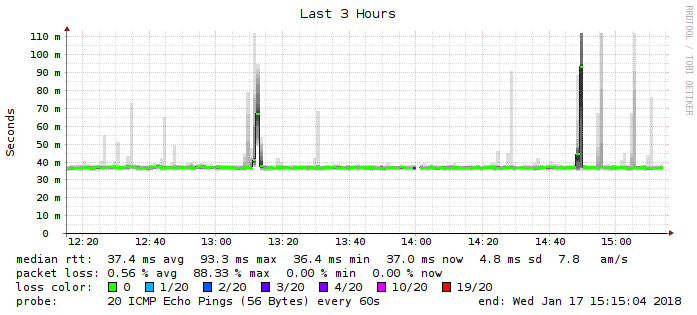 Last 3 Hours
RRDTOOL / TOBI OETIKER
Seconds
110 m
100 m
90 m
80 m
70 m
60 m
50 m
40 m
30 m
20 m
10 m
0
12:20 12:40 13:00 13:20 13:40 14:00 14:20 14:40 15:00
median rtt: 37.4 ms avg 93.3 ms max 36.4 ms min 37.0 ms now 4.8 ms sd 7.8 am/s
packet loss: 0.56 % avg 88.33 % max 0.00 % min 0.00 % now
loss color: 0 1/20 2/20 3/20 4/20 10/20 19/20
probe: 20 ICMP Echo Pings (56 Bytes) every 60s end: Wed Jan 17 15:15:04 2018